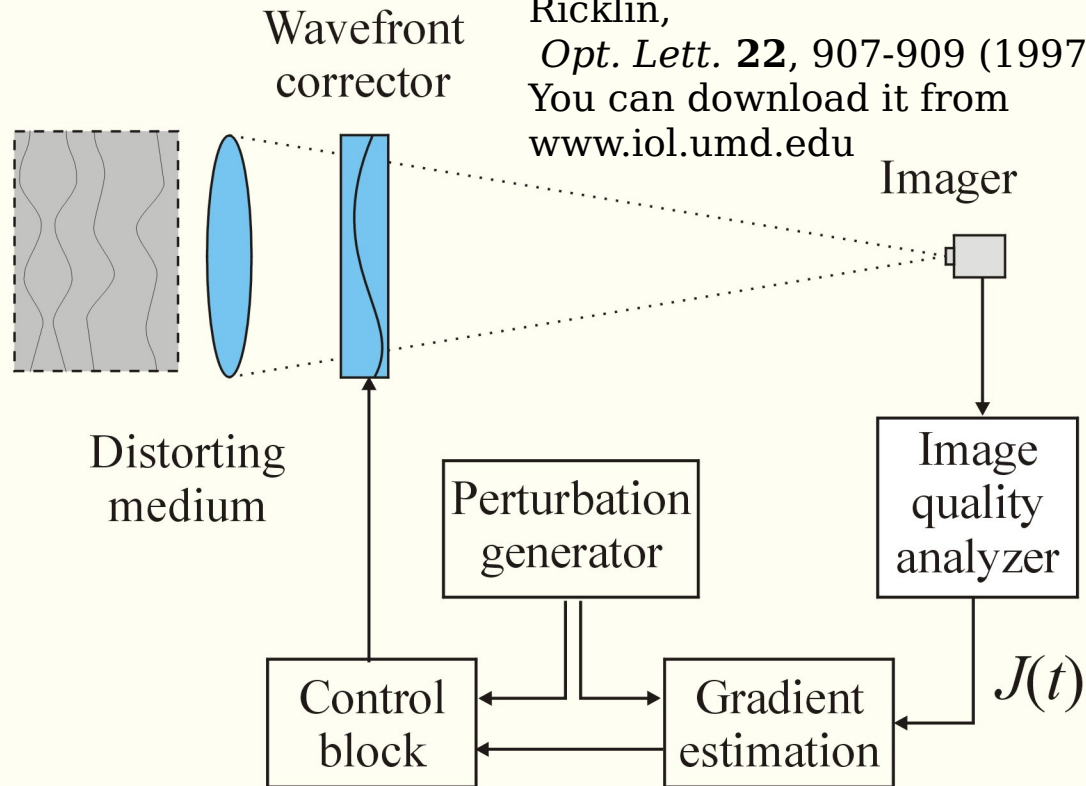 Ricklin,
Opt. Lett. 22, 907-909 (1997
You can download it from
www.iol.umd.edu
Wavefront
corrector
Imager
Distorting
medium
Perturbation
generator
Image
quality
analyzer
Control
block
Gradient
estimation
J(t)